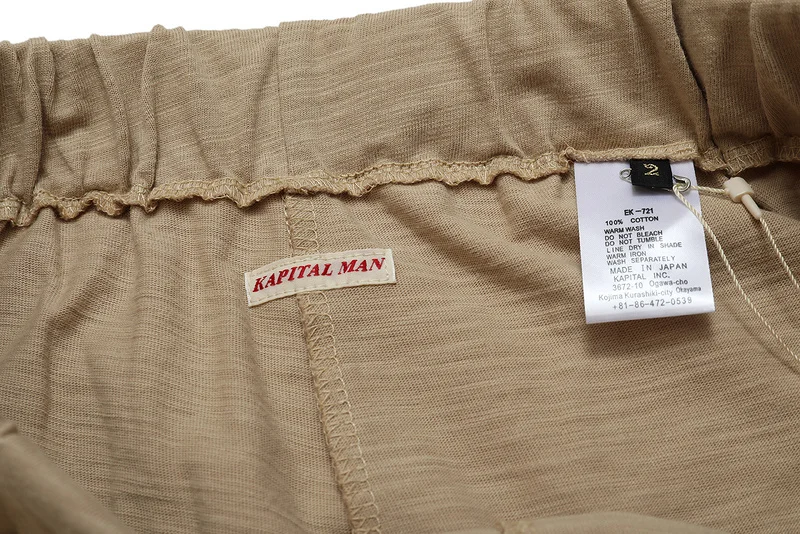 2
KAPITAL MAN
EK-721
100% COTTON
WARM WASH
DO NOT BLEACH
DO NOT TUMBLE
LINE DRY IN SHADE
WARM IRON
WASH SEPARATELY
MADE IN JAPAN
KAPITAL INC.
3672-10 Ogawa-cho
Kojima Kurashiki-city Okayama
+81-86-472-0539